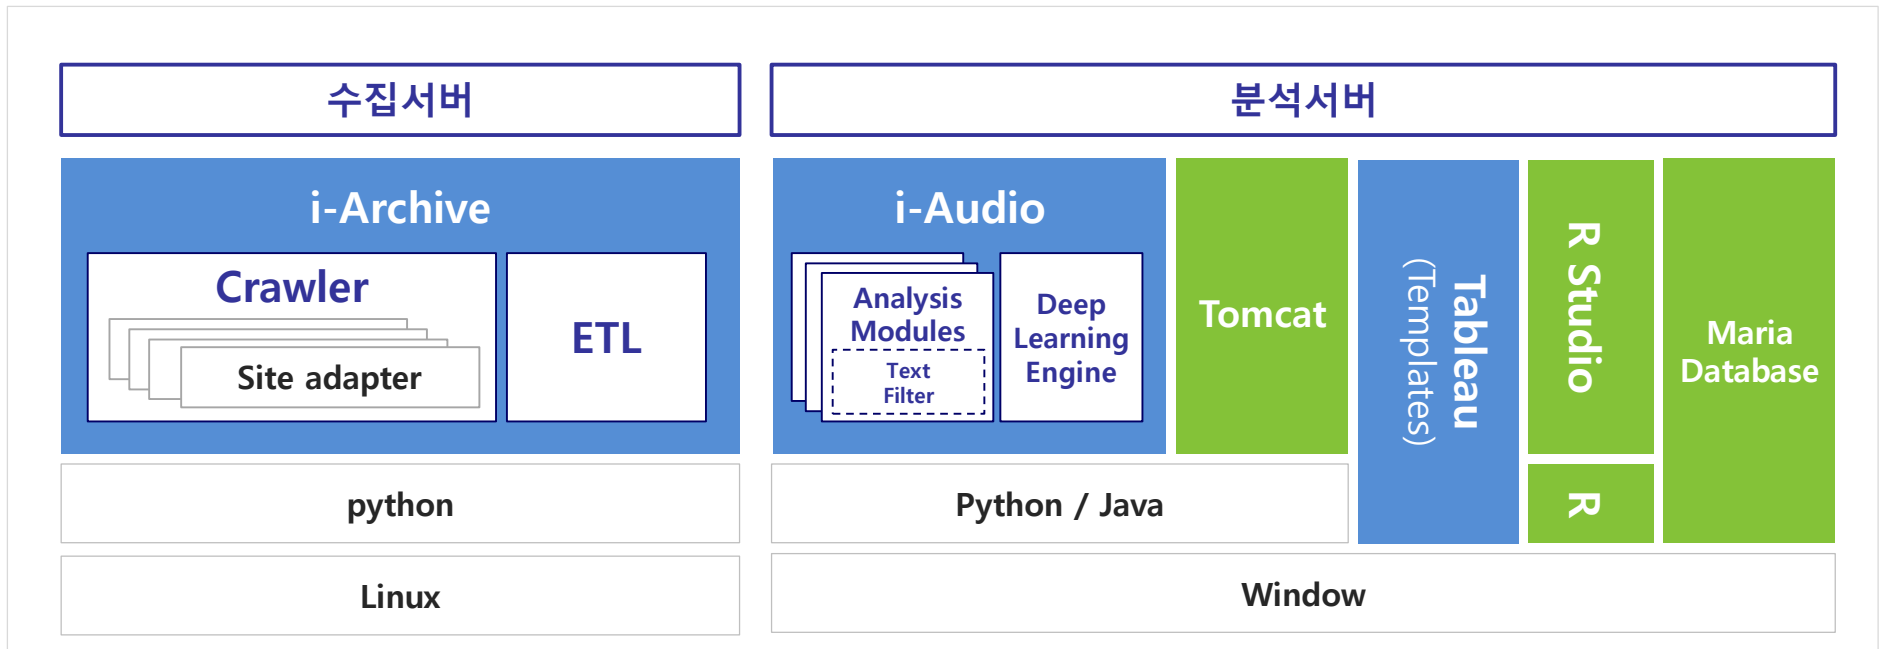 수집서버
분석서버
i-Archive
Crawler
Site adapter
ETL
i-Audio
Analysis
Modules
Text
Filter
Deep
Learning
Engine
Tomcat
Tableau
(Templates)
R Studio
R
Maria
Database
python
Python / Java
Linux
Window